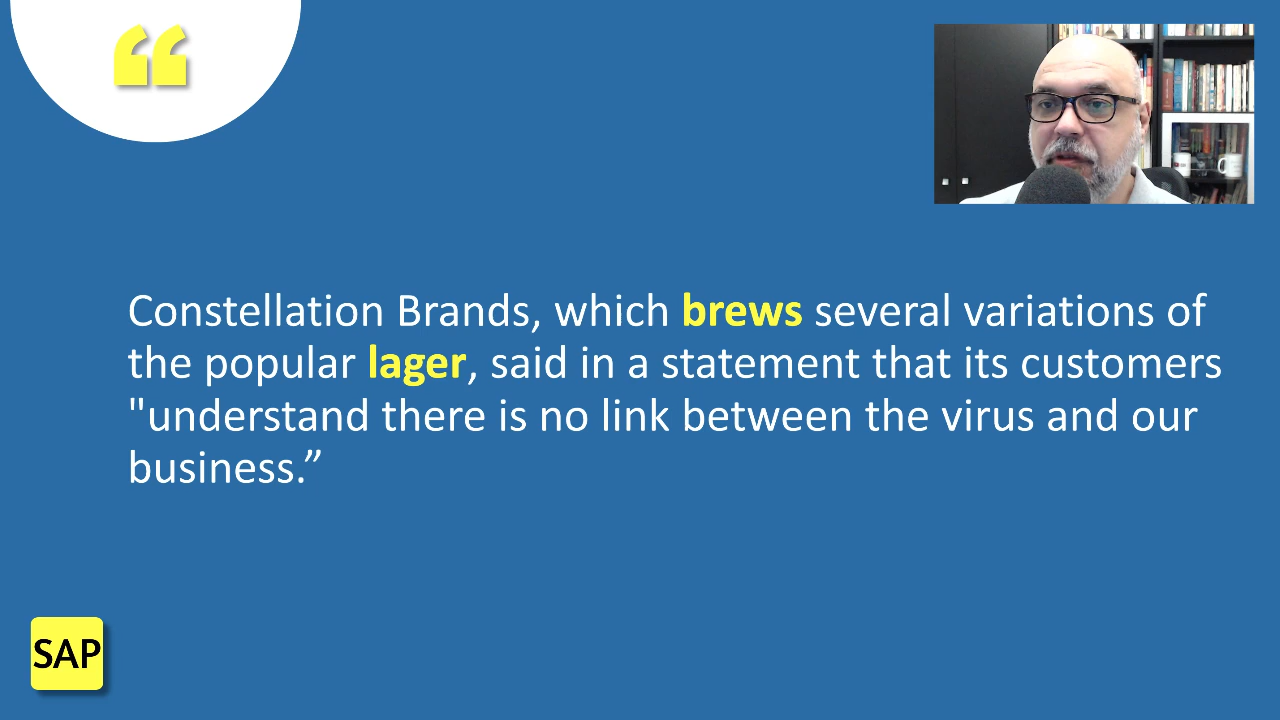 Constellation Brands, which brews several variations of
the popular lager, said in a statement that its customers
"understand there is no link between the virus and our
business.”
SAP